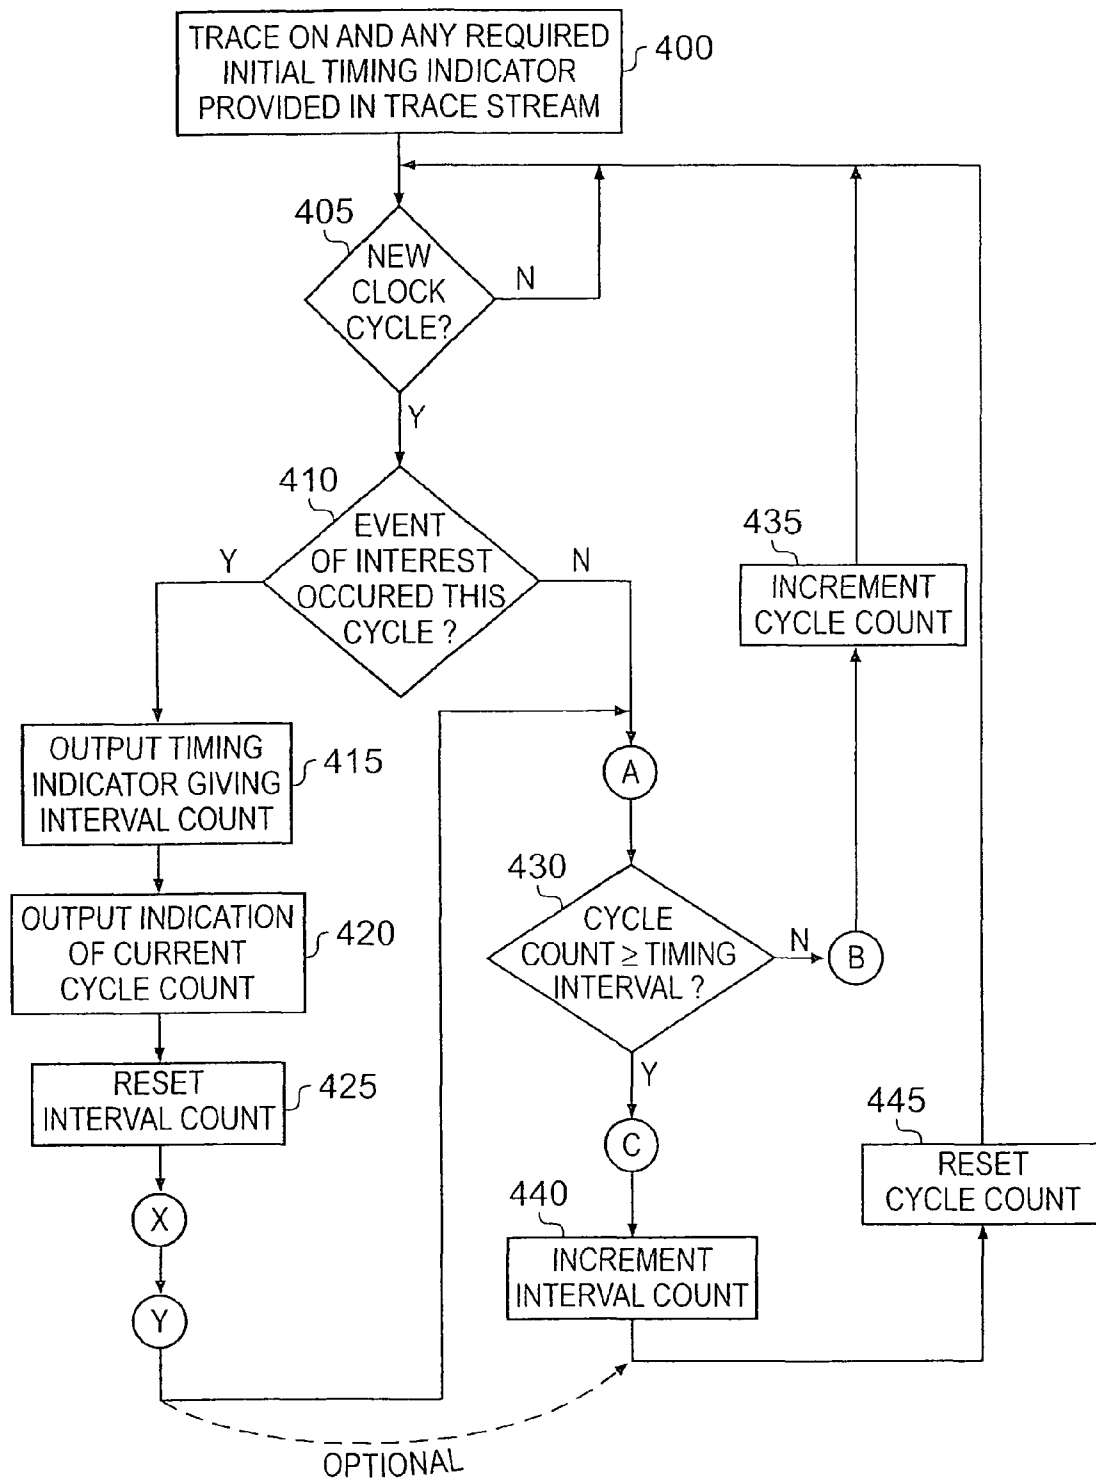 TRACE ON AND ANY REQUIRED
INITIAL TIMING INDICATOR
PROVIDED IN TRACE STREAM
400
405
NEW
CLOCK
CYCLE?
N
Y
410
EVENT
OF INTEREST
OCCURED THIS
CYCLE ?
Y
N
435
INCREMENT
CYCLE COUNT
OUTPUT TIMING
INDICATOR GIVING
INTERVAL COUNT
415
A
OUTPUT INDICATION
OF CURRENT
CYCLE COUNT
420
430
CYCLE
COUNT ≥ TIMING
INTERVAL ?
N
B
Y
RESET
INTERVAL COUNT
425
C
445
RESET
CYCLE COUNT
X
440
INCREMENT
INTERVAL COUNT
Y
OPTIONAL